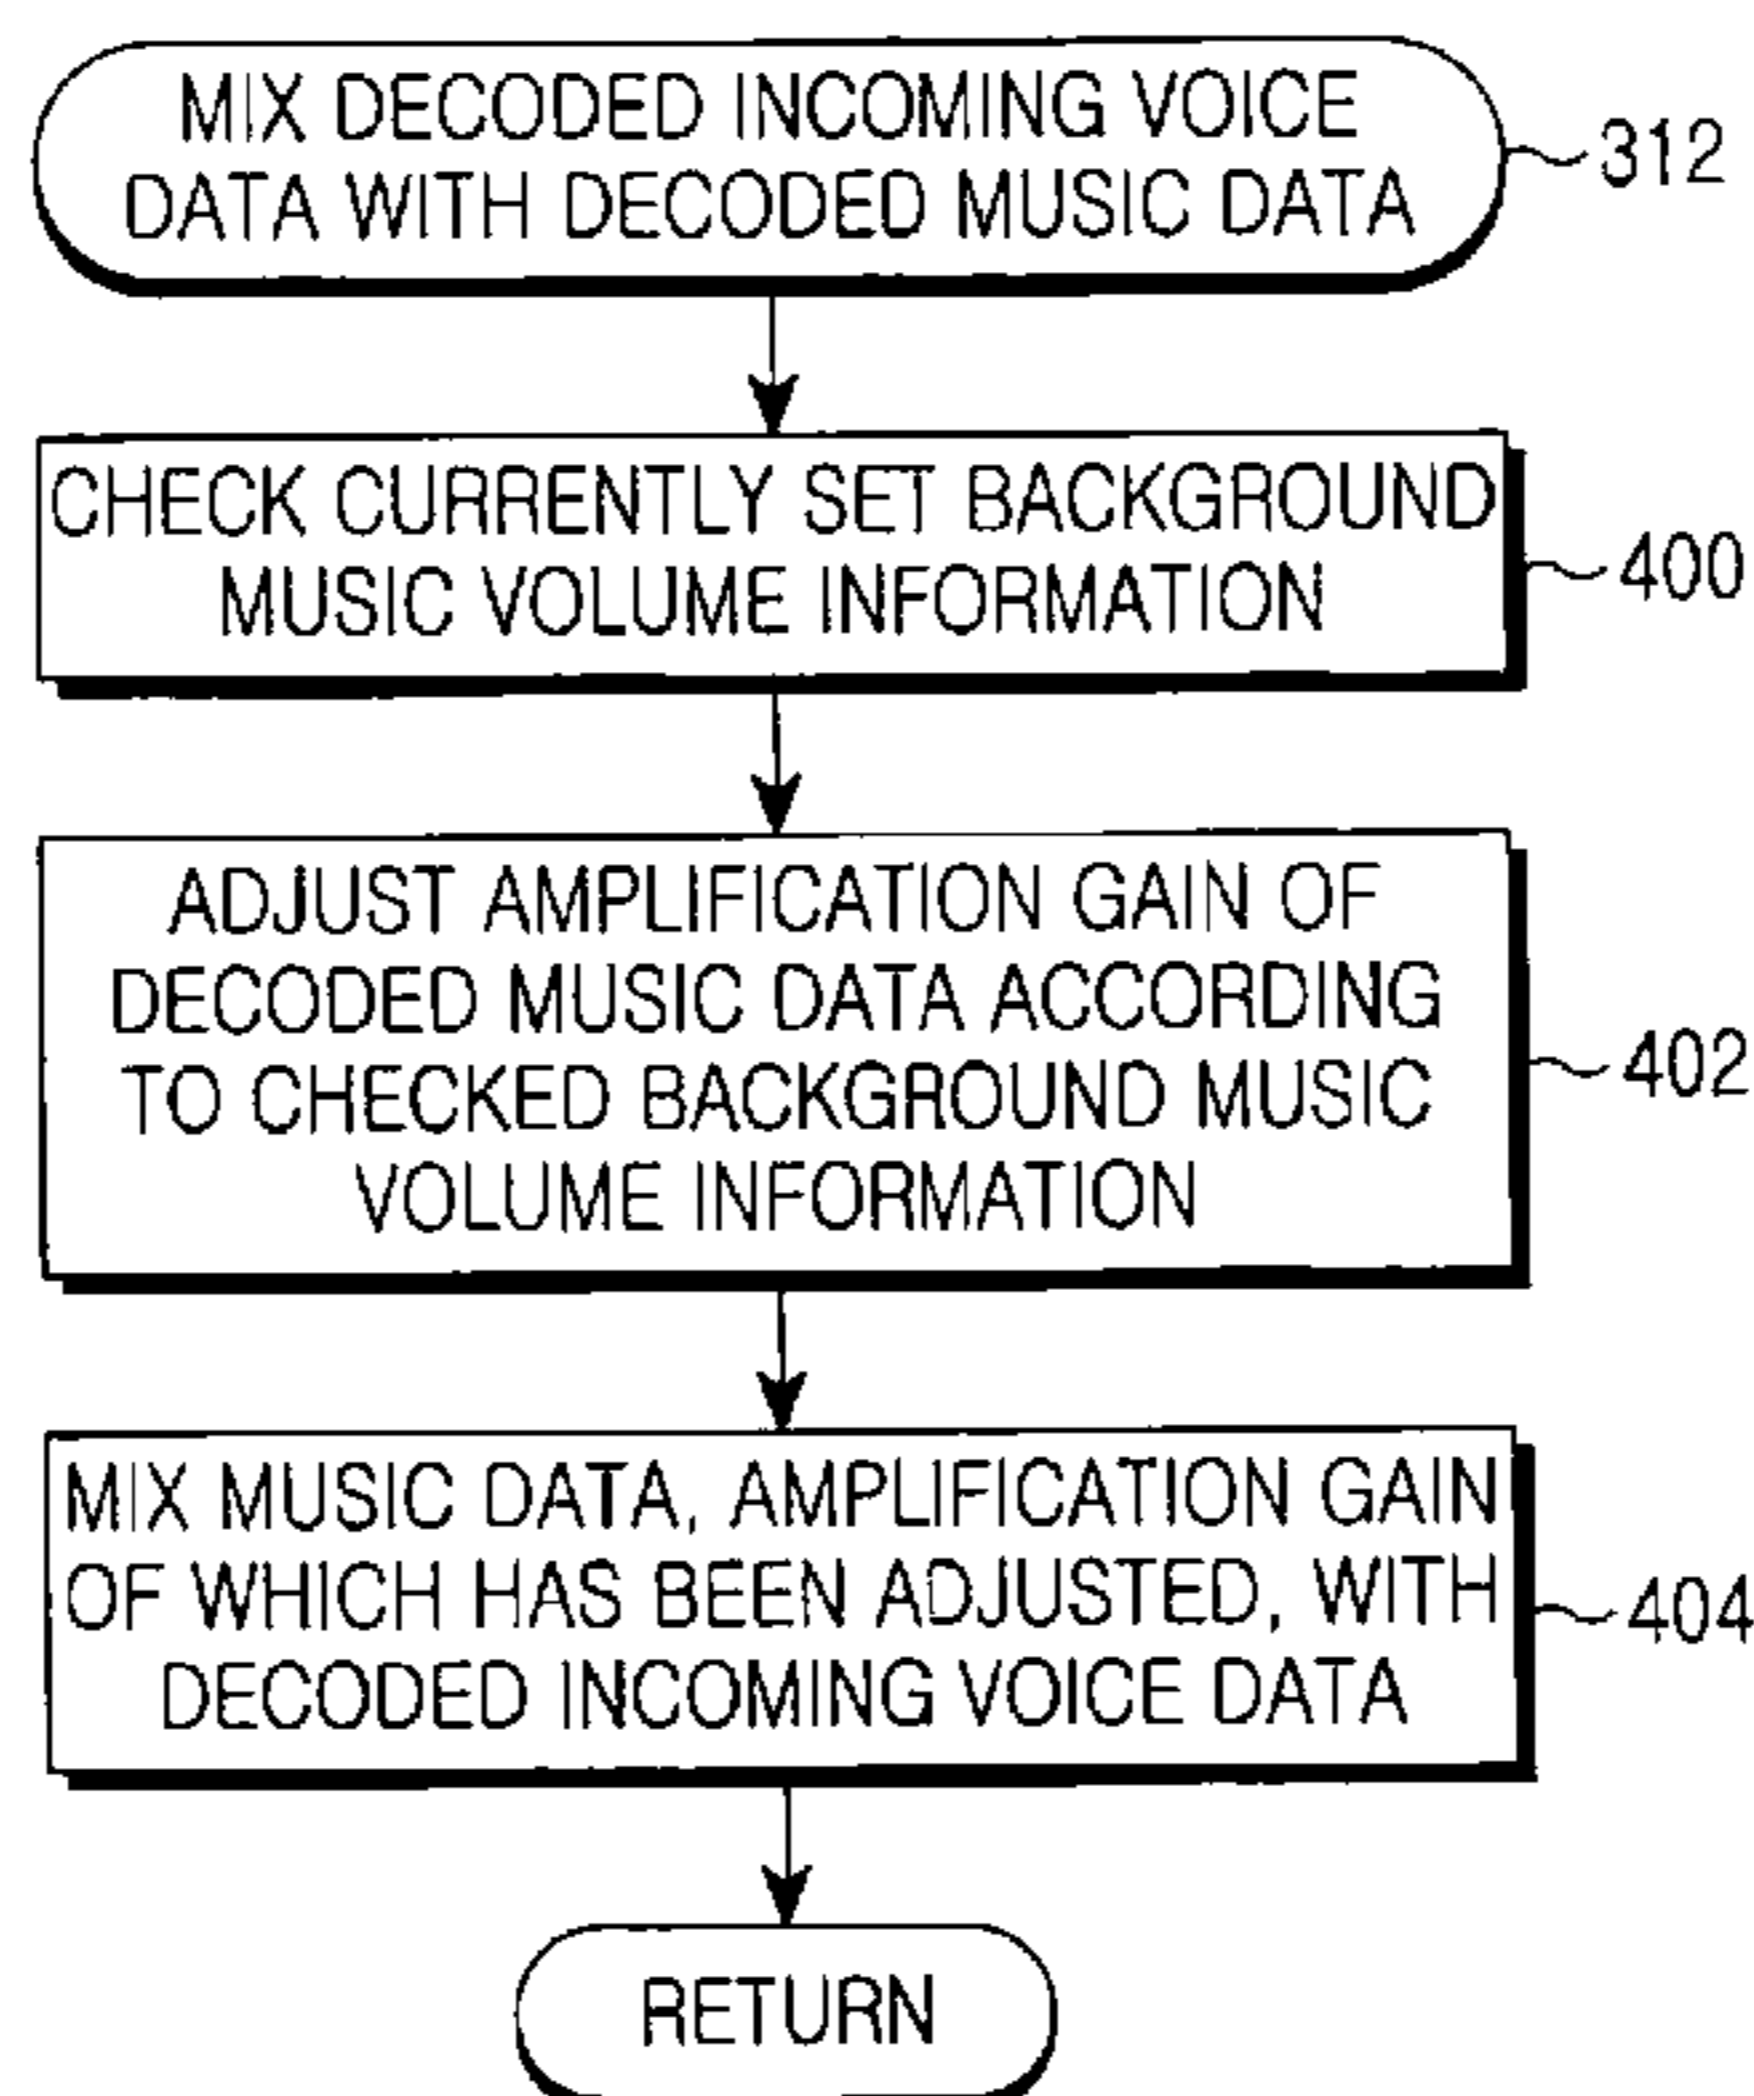 MIX DECODED INCOMING VOICE
DATA WITH DECODED MUSIC DATA
312
CHECK CURRENTLY SET BACKGROUND
MUSIC VOLUME INFORMATION
400
ADJUST AMPLIFICATION GAIN OF
DECODED MUSIC DATA ACCORDING
TO CHECKED BACKGROUND MUSIC
VOLUME INFORMATION
402
MIX MUSIC DATA, AMPLIFICATION GAIN
OF WHICH HAS BEEN ADJUSTED, WITH
DECODED INCOMING VOICE DATA
404
RETURN